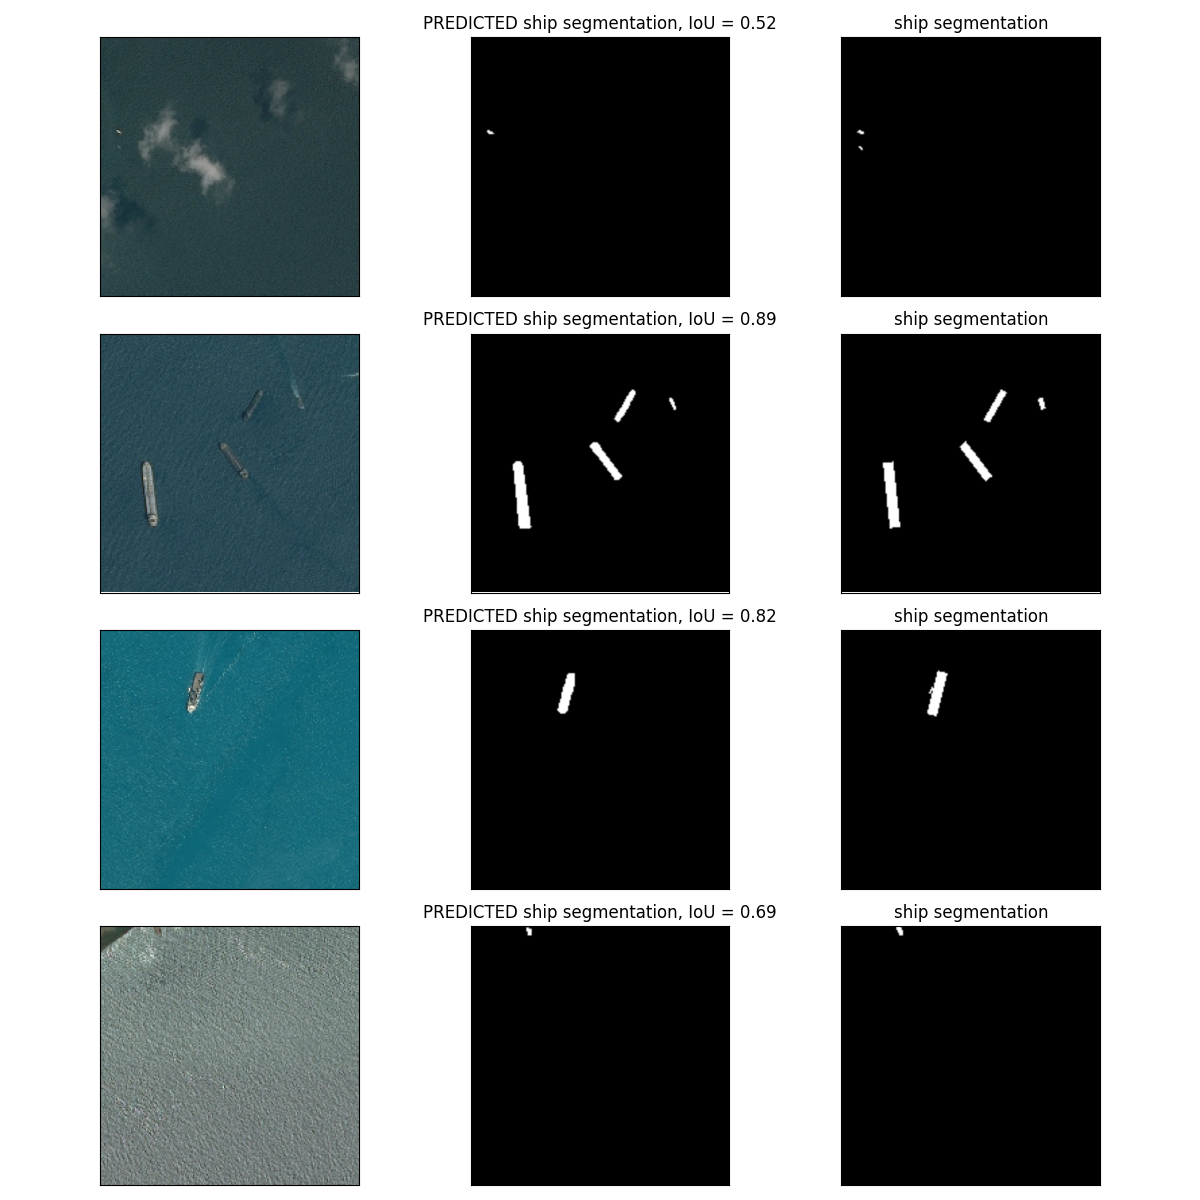 PREDICTED ship segmentation, IoU = 0.52
ship segmentation
PREDICTED ship segmentation, IoU = 0.89
ship segmentation
PREDICTED ship segmentation, IoU = 0.82
ship segmentation
PREDICTED ship segmentation, IoU = 0.69
ship segmentation